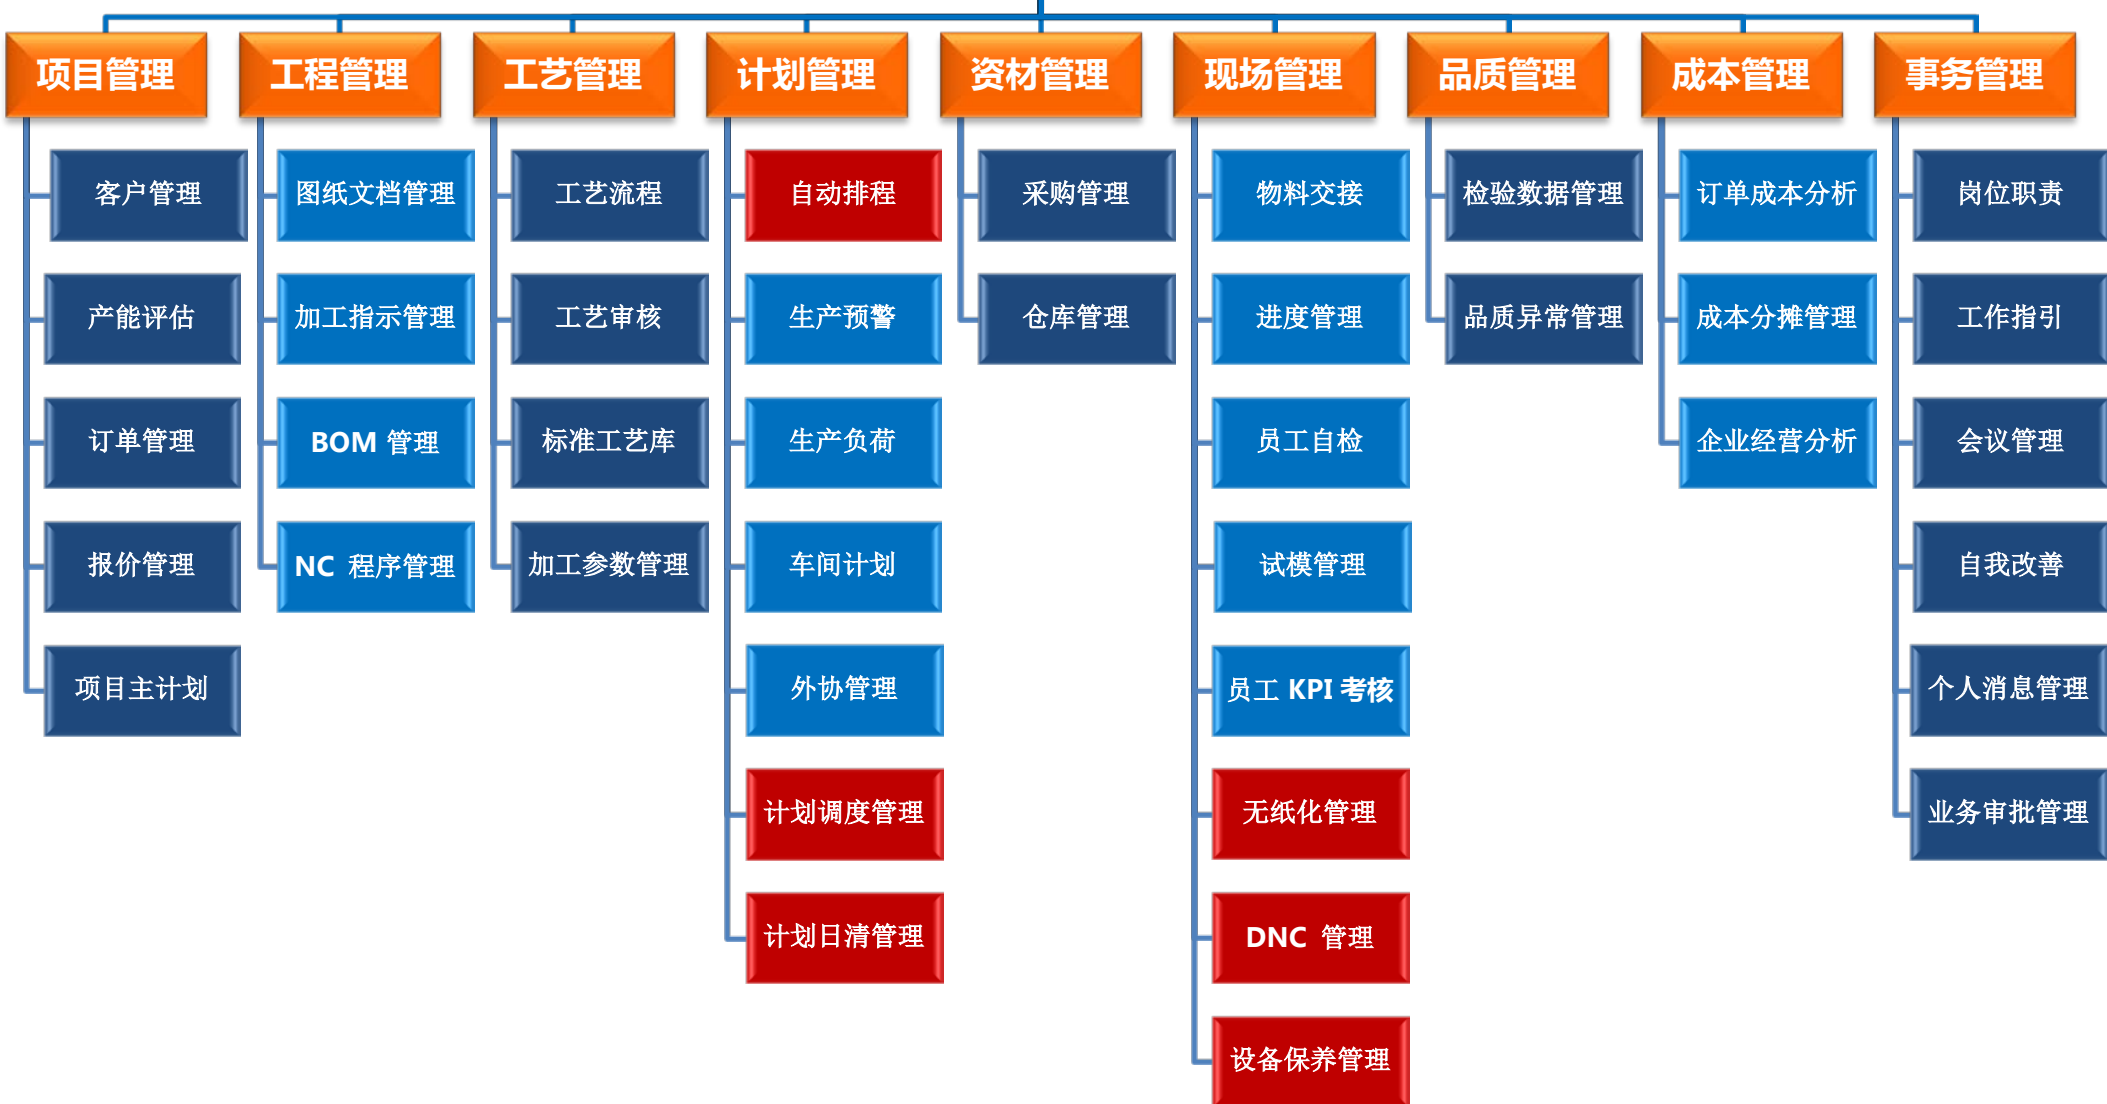 项目管理
工程管理
工艺管理
计划管理
资材管理
现场管理
品质管理
成本管理
事务管理
客户管理
产能评估
订单管理
报价管理
项目主计划
图纸文档管理
加工指示管理
BOM 管理
NC 程序管理
工艺流程
工艺审核
标准工艺库
加工参数管理
自动排程
生产预警
生产负荷
车间计划
外协管理
计划调度管理
计划日清管理
采购管理
仓库管理
物料交接
进度管理
员工自检
试模管理
员工 KPI 考核
无纸化管理
DNC 管理
设备保养管理
检验数据管理
品质异常管理
订单成本分析
成本分摊管理
企业经营分析
岗位职责
工作指引
会议管理
自我改善
个人消息管理
业务审批管理